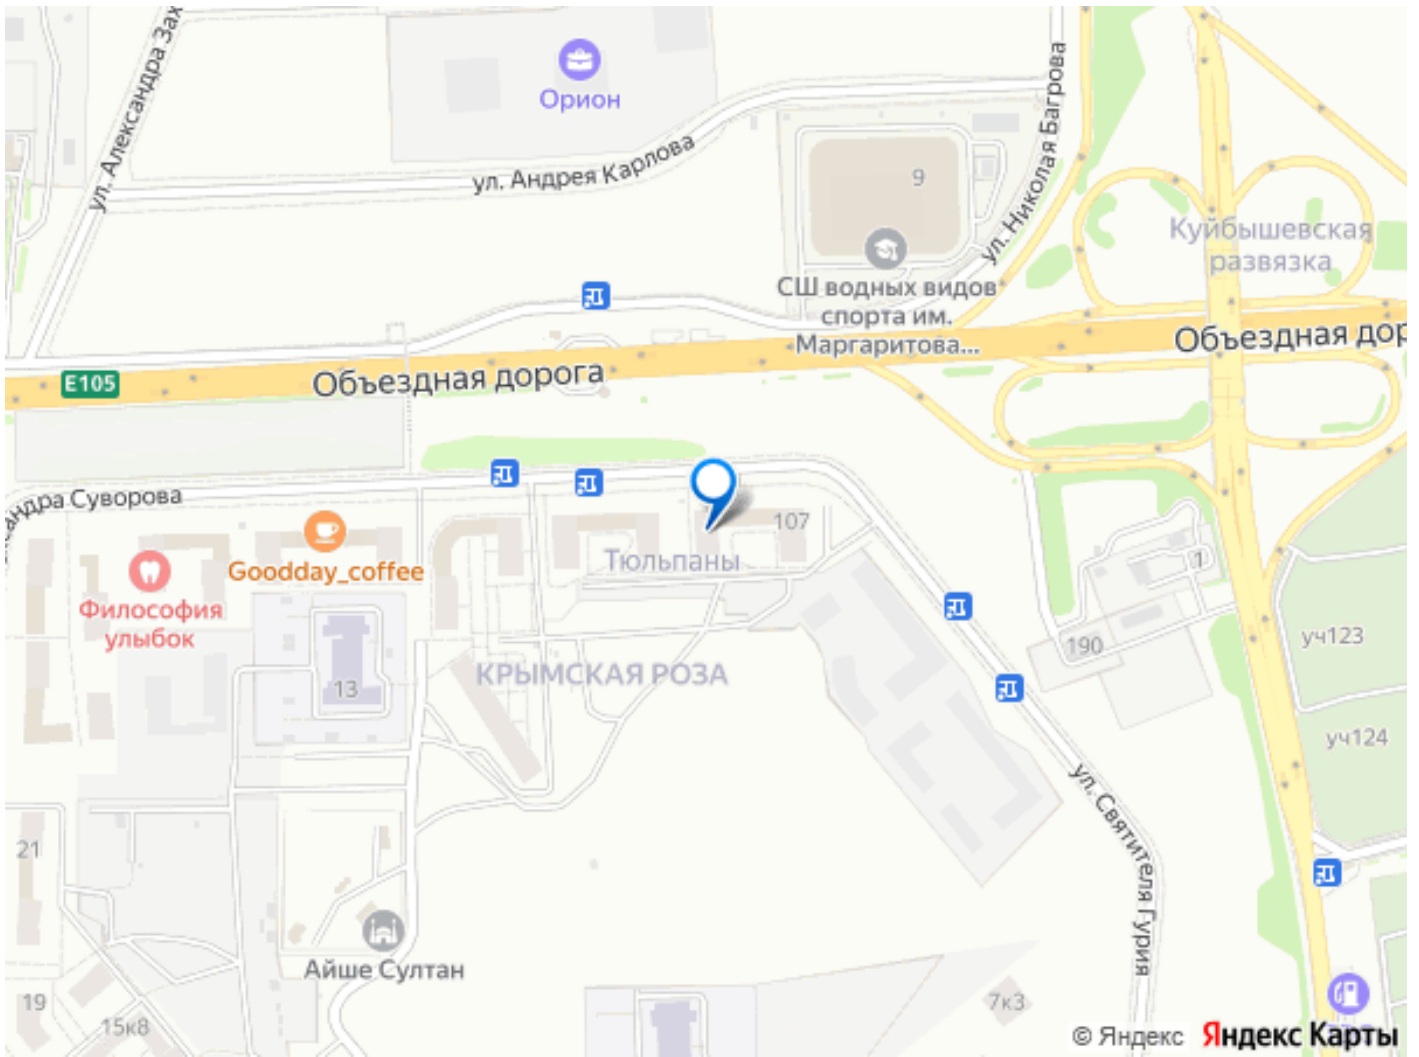 ул. Александра Зах
Орион
ул. Андрея Карлова
ул. Николая Багрова
9
Куйбышевская
развязка
СШ водных видов
спорта им.
Маргаритова...
E105
Объездная дорога
Объездная дор
ксандра Суворова
107
Goodday_coffee
Тюльпаны
1
Философия
улыбок
190
уч123
КРЫМСКАЯ РОЗА
13
уч124
ул. Святителя Гурия
21
Айше Султан
19
15к8
7к3
© Яндекс Яндекс Карты